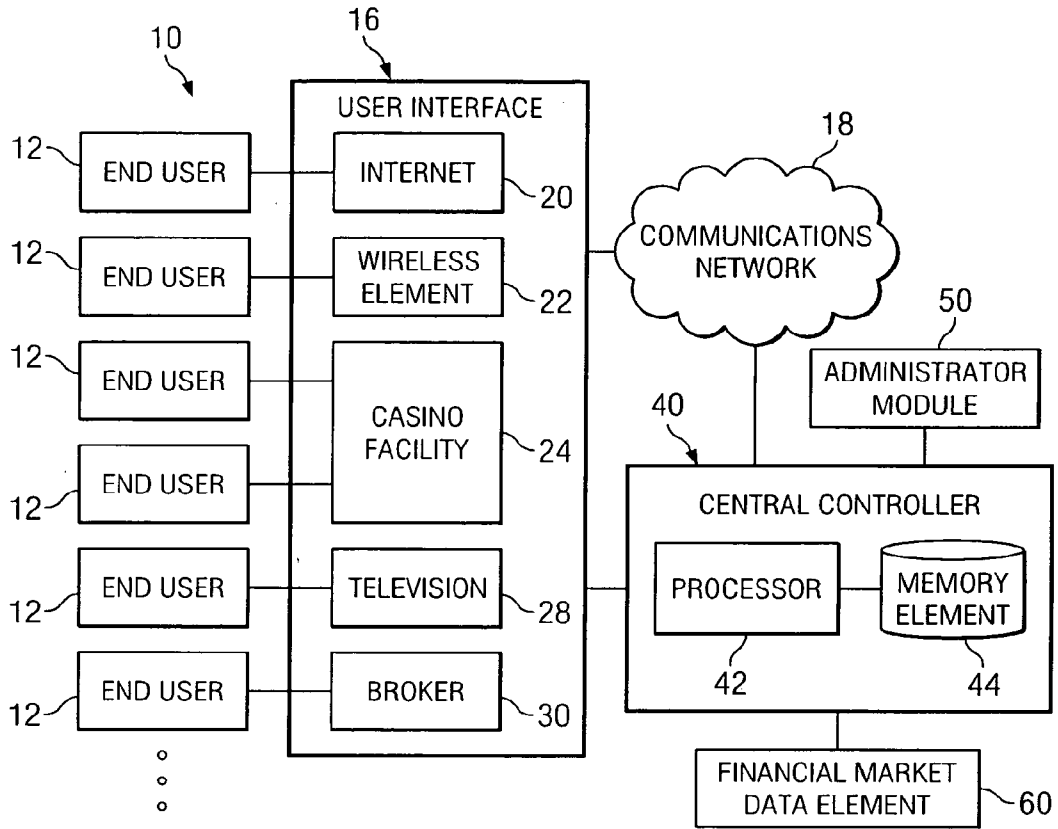 10
16
USER INTERFACE
12
END USER
INTERNET
20
12
END USER
WIRELESS
ELEMENT
22
12
END USER
CASINO
FACILITY
24
12
END USER
12
END USER
TELEVISION
28
12
END USER
BROKER
30
18
COMMUNICATIONS
NETWORK
50
ADMINISTRATOR
MODULE
40
CENTRAL CONTROLLER
PROCESSOR
42
MEMORY
ELEMENT
44
FINANCIAL MARKET
DATA ELEMENT
60